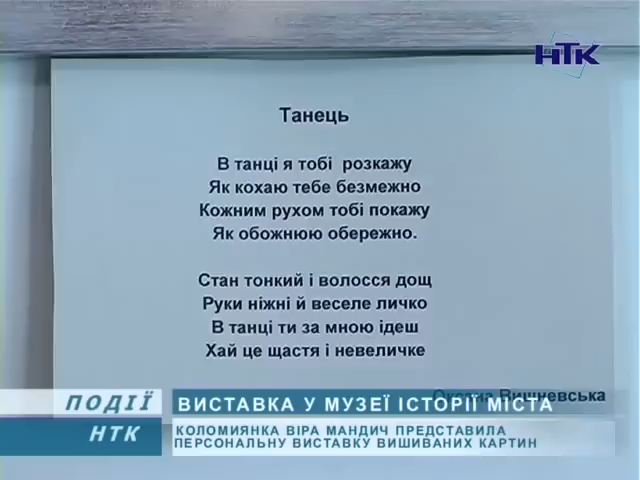 НТК
Танець
В танці я тобі розкажу
Як кохаю тебе безмежно
Кожним рухом тобі покажу
Як обожнюю обережно.
Стан тонкий і волосся дощ
Руки ніжні й веселе личко
В танці ти за мною ідеш
Хай це щастя і невеличке
Оксана Вишневська
ПОДІЇ
НТК
ВИСТАВКА У МУЗЕЇ ІСТОРІЇ МІСТА
КОЛОМИЯНКА ВІРА МАНДИЧ ПРЕДСТАВИЛА
ПЕРСОНАЛЬНУ ВИСТАВКУ ВИШИВАНИХ КАРТИН